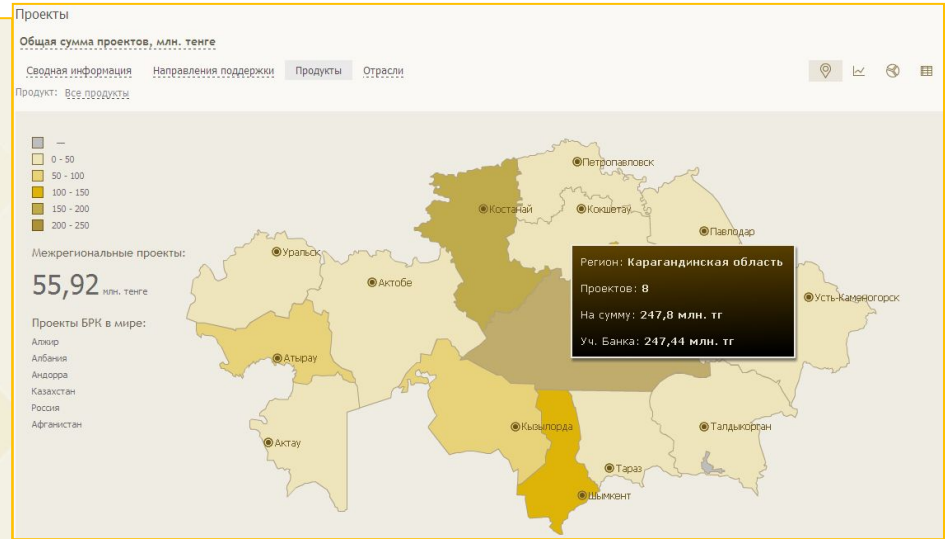 Проекты
Общая сумма проектов, млн. тенге
Сводная информация Направления поддержки Продукты Отрасли
Продукт: Все продукты
—
0 - 50
50 - 100
100 - 150
150 - 200
200 - 250
Межрегиональные проекты:
55,92 млн. тенге
Проекты БРК в мире:
Алжир
Албания
Андорра
Казахстан
Россия
Афганистан
Петропавловск
Костанай
Кокшетау
Павлодар
Уральск
Актобе
Усть-Каменогорск
Атырау
Кызылорда
Талдыкорган
Актау
Тараз
Шымкент
Регион: Карагандинская область
Проектов: 8
На сумму: 247,8 млн. тг
Уч. Банка: 247,44 млн. тг